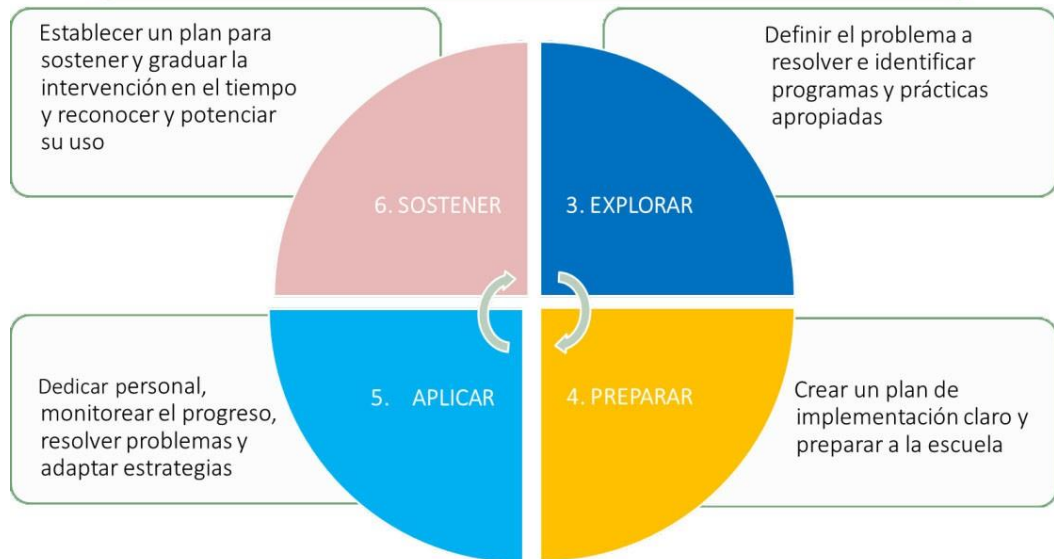 Establecer un plan para
sostener y graduar la
intervención en el tiempo
y reconocer y potenciar
su uso
Definir el problema a
resolver e identificar
programas y prácticas
apropiadas
6. SOSTENER
3. EXPLORAR
Dedicar personal,
monitorear el progreso,
resolver problemas y
adaptar estrategias
5. APLICAR
4. PREPARAR
Crear un plan de
implementación claro y
preparar a la escuela